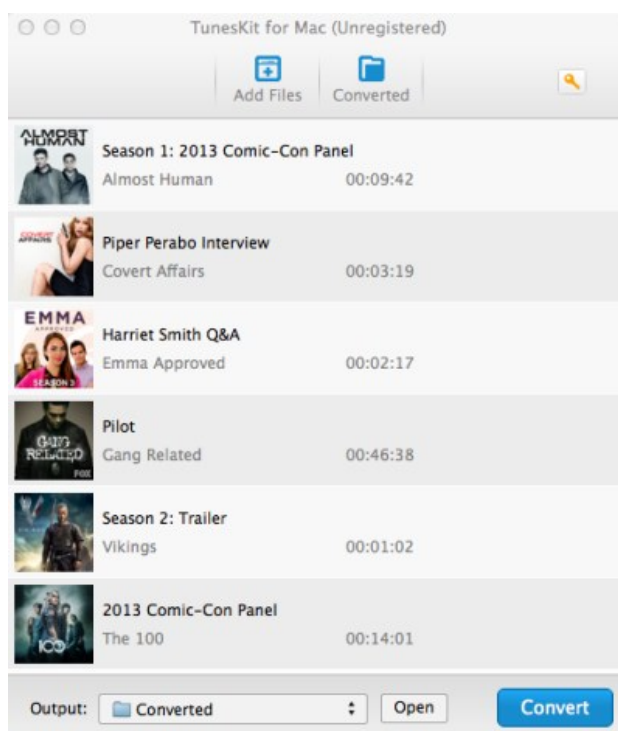 TunesKit for Mac (Unregistered)
Add Files Converted
ALMOST
HUMAN
Season 1: 2013 Comic-Con Panel
Almost Human 00:09:42
COVERT
AFFAIRS
Piper Perabo Interview
Covert Affairs 00:03:19
EMMA
APPROVED
SEASON 3
Harriet Smith Q&A
Emma Approved 00:02:17
GANG
RELATED
FOX
Pilot
Gang Related 00:46:38
Season 2: Trailer
Vikings 00:01:02
100
2013 Comic-Con Panel
The 100 00:14:01
Output: Converted Open Convert